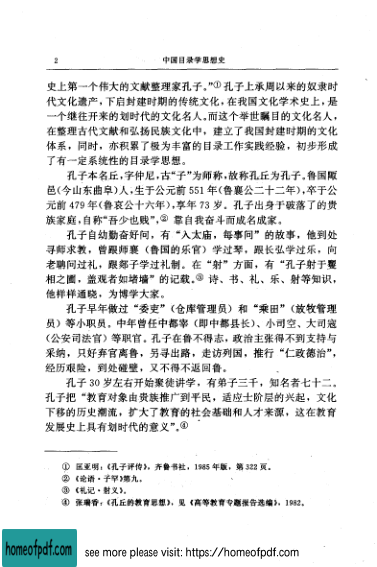 2 中国目录学思想史
史上第一个伟大的文献整理家孔子。”①孔子上承周以来的奴隶时
代文化遗产，下启封建时期的传统文化，在我国文化学术史上，是
一个继往开来的划时代的文化名人。而这个举世瞩目的文化名人，
在整理古代文献和弘扬民族文化中，建立了我国封建时期的文化
体系，同时，亦积累了极为丰富的目录工作实践经验，初步形成
了有一定系统性的目录学思想。
孔子本名丘，字仲尼，古“子”为师称，故称孔丘为孔子。鲁国陬
邑（今山东曲阜）人。生于公元前551年（鲁襄公二十二年），卒于公
元前479年（鲁哀公十六年），享年73岁。孔子出身于破落了的贵
族家庭，自称“吾少也贱”，② 靠自我奋斗而成名成家。
孔子自幼勤奋好问，有“入太庙，每事问”的故事，他到处
寻师求教，曾跟师襄（鲁国的乐官）学过琴，跟长弘学过乐，向
老聃问过礼，跟郯子学过礼制。在“射”方面，有“孔子射于矍
相之圃，盖观者如堵墙”的记载。③ 诗、书、礼、乐、射等知识，
他样样通晓，为博学大家。
孔子早年做过“委吏”（仓库管理员）和“乘田”（放牧管理
员）等小职员。中年曾任中都宰（即中都县长）、小司空、大司寇
（公安司法官）等职官。孔子在鲁不得志，政治主张得不到支持与
采纳，只好弃官离鲁，另寻出路，走访列国，推行“仁政德治”，
经历艰险，到处碰壁，又不得不返回鲁。
孔子30岁左右开始聚徒讲学，有弟子三千，知名者七十二。
孔子把“教育对象由贵族推广到平民，适应士阶层的兴起，文化
下移的历史潮流，扩大了教育的社会基础和人才来源，这在教育
发展史上具有划时代的意义”。④
① 匡亚明：《孔子评传》，齐鲁书社，1985年版，第322页。
② 《论语·子罕》第九。
③ 《礼记·射义》。
④ 张瑞香：《孔丘的教育思想》，见《高等教育专题报告选编》，1982。
homeofpdf.com see more please visit: https://homeofpdf.com